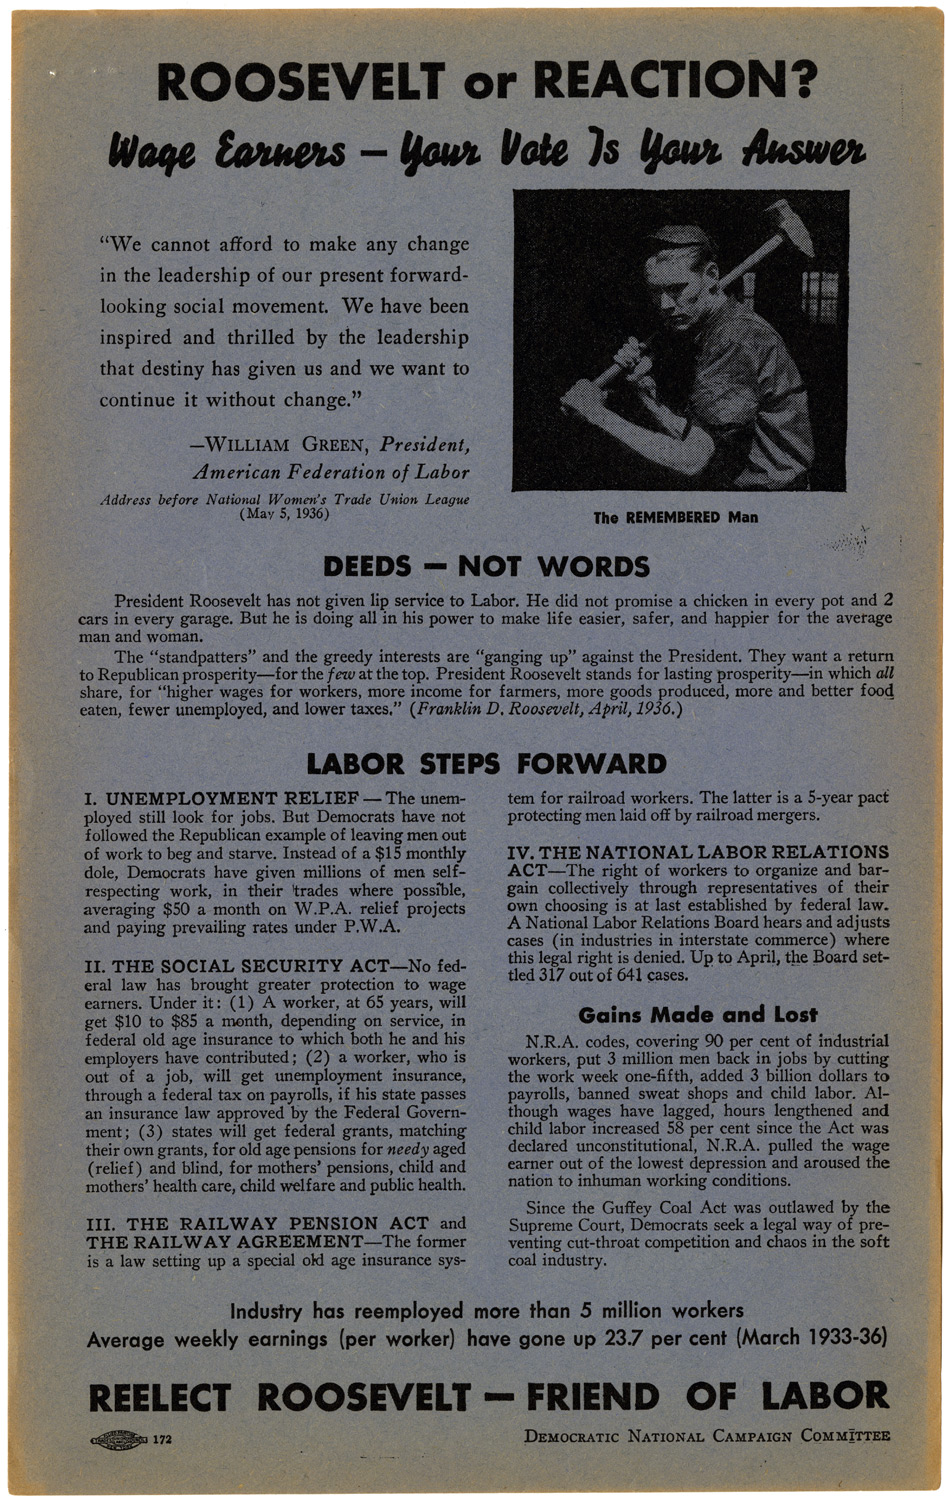 ROOSEVELT or REACTION?
Wage Earners — Your Vote Is Your Answer
"We cannot afford to make any change
in the leadership of our present forward-
looking social movement. We have been
inspired and thrilled by the leadership
that destiny has given us and we want to
continue it without change."
—WILLIAM GREEN, President,
American Federation of Labor
Address before National Women's Trade Union League
(May 5, 1936)
The REMEMBERED Man
DEEDS — NOT WORDS
President Roosevelt has not given lip service to Labor. He did not promise a chicken in every pot and 2
cars in every garage. But he is doing all in his power to make life easier, safer, and happier for the average
man and woman.
The "standpatters" and the greedy interests are "ganging up" against the President. They want a return
to Republican prosperity—for the few at the top. President Roosevelt stands for lasting prosperity—in which all
share, for "higher wages for workers, more income for farmers, more goods produced, more and better food
eaten, fewer unemployed, and lower taxes." (Franklin D. Roosevelt, April, 1936.)
LABOR STEPS FORWARD
I. UNEMPLOYMENT RELIEF — The unem-
ployed still look for jobs. But Democrats have not
followed the Republican example of leaving men out
of work to beg and starve. Instead of a $15 monthly
dole, Democrats have given millions of men self-
respecting work, in their trades where possible,
averaging $50 a month on W.P.A. relief projects
and paying prevailing rates under P.W.A.
II. THE SOCIAL SECURITY ACT—No fed-
eral law has brought greater protection to wage
earners. Under it: (1) A worker, at 65 years, will
get $10 to $85 a month, depending on service, in
federal old age insurance to which both he and his
employers have contributed; (2) a worker, who is
out of a job, will get unemployment insurance,
through a federal tax on payrolls, if his state passes
an insurance law approved by the Federal Govern-
ment; (3) states will get federal grants, matching
their own grants, for old age pensions for needy aged
(relief) and blind, for mothers' pensions, child and
mothers' health care, child welfare and public health.
III. THE RAILWAY PENSION ACT and
THE RAILWAY AGREEMENT—The former
is a law setting up a special old age insurance sys-
tem for railroad workers. The latter is a 5-year pact
protecting men laid off by railroad mergers.
IV. THE NATIONAL LABOR RELATIONS
ACT—The right of workers to organize and bar-
gain collectively through representatives of their
own choosing is at last established by federal law.
A National Labor Relations Board hears and adjusts
cases (in industries in interstate commerce) where
this legal right is denied. Up to April, the Board set-
tled 317 out of 641 cases.
Gains Made and Lost
N.R.A. codes, covering 90 per cent of industrial
workers, put 3 million men back in jobs by cutting
the work week one-fifth, added 3 billion dollars to
payrolls, banned sweat shops and child labor. Al-
though wages have lagged, hours lengthened and
child labor increased 58 per cent since the Act was
declared unconstitutional, N.R.A. pulled the wage
earner out of the lowest depression and aroused the
nation to inhuman working conditions.
Since the Guffey Coal Act was outlawed by the
Supreme Court, Democrats seek a legal way of pre-
venting cut-throat competition and chaos in the soft
coal industry.
Industry has reemployed more than 5 million workers
Average weekly earnings (per worker) have gone up 23.7 per cent (March 1933-36)
REELECT ROOSEVELT — FRIEND OF LABOR
172
DEMOCRATIC NATIONAL CAMPAIGN COMMITTEE